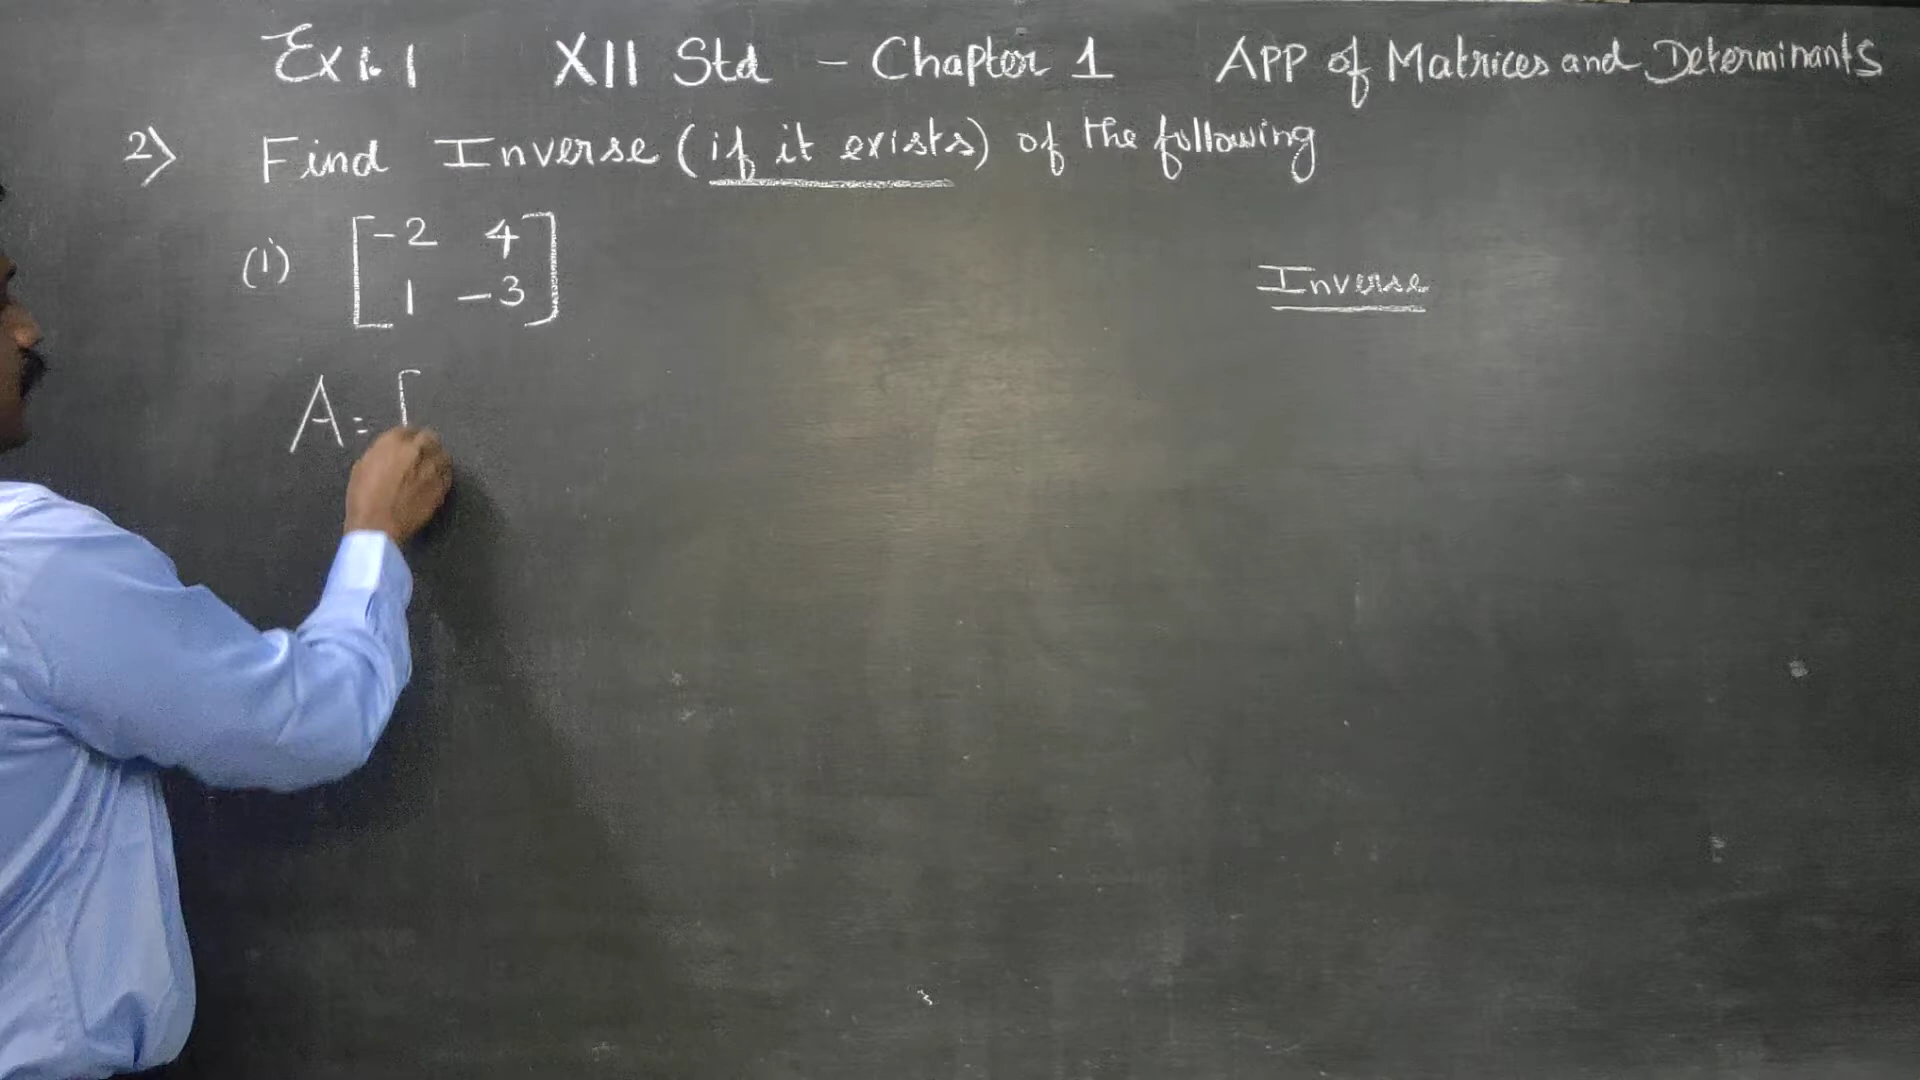 Ex 1.1 XII Std - Chapter 1 APP of Matrices and Determinants
2) Find Inverse (if it exists) of the following
(i) [ -2 4
1 -3 ]
Inverse
A = [